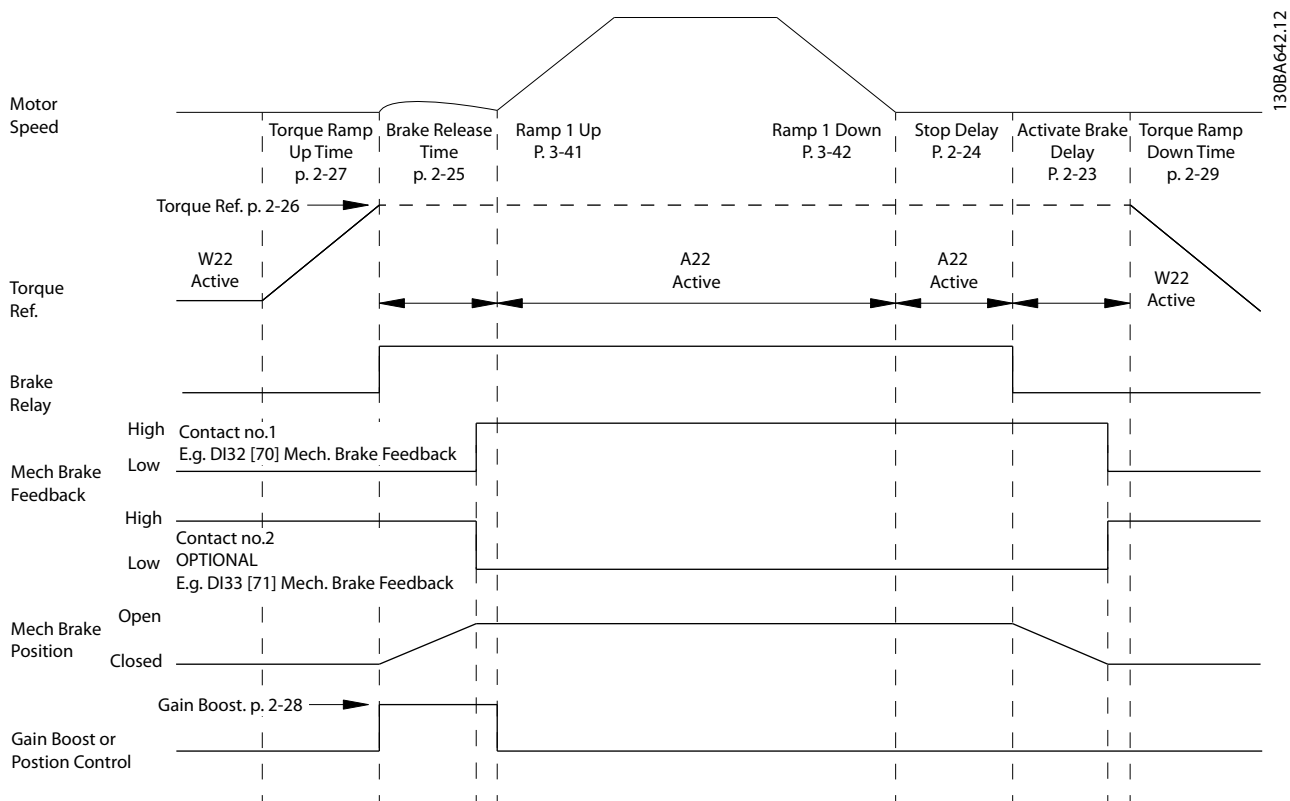 130BA642.12
Motor
Speed
Torque Ramp
Up Time
p. 2-27
Brake Release
Time
p. 2-25
Ramp 1 Up
P. 3-41
Ramp 1 Down
P. 3-42
Stop Delay
P. 2-24
Activate Brake
Delay
P. 2-23
Torque Ramp
Down Time
p. 2-29
Torque Ref. p. 2-26
W22
Active
A22
Active
A22
Active
W22
Active
Torque
Ref.
Brake
Relay
High
Contact no.1
E.g. DI32 [70] Mech. Brake Feedback
Low
Mech Brake
Feedback
High
Contact no.2
Low
OPTIONAL
E.g. DI33 [71] Mech. Brake Feedback
Open
Mech Brake
Position
Closed
Gain Boost. p. 2-28
Gain Boost or
Postion Control